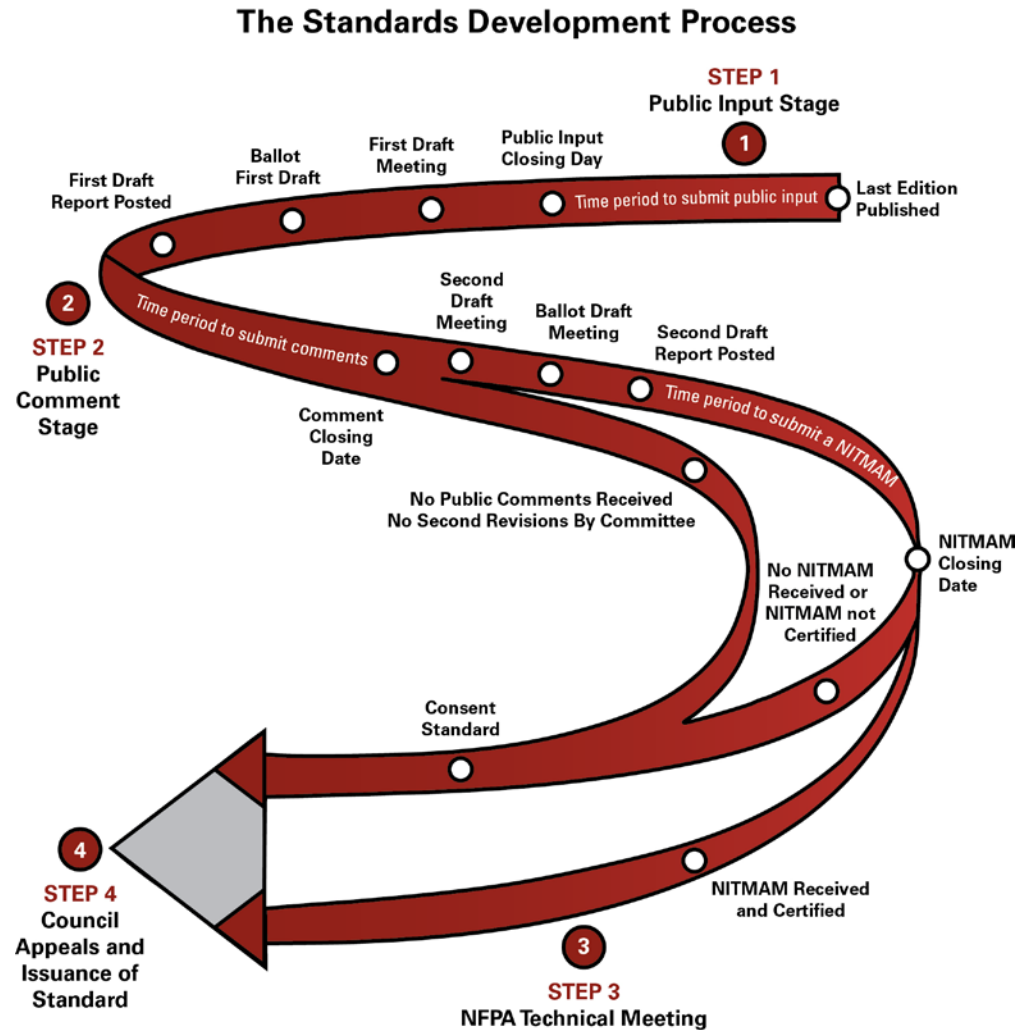 The Standards Development Process
STEP 1
Public Input Stage
1
First Draft
Report Posted
Ballot
First Draft
First Draft
Meeting
Public Input
Closing Day
Time period to submit public input
Last Edition
Published
2
STEP 2
Public
Comment
Stage
Time period to submit comments
Comment
Closing
Date
Second
Draft
Meeting
Ballot Draft
Meeting
Second Draft
Report Posted
Time period to submit a NITMAM
No Public Comments Received
No Second Revisions By Committee
NITMAM
Closing
Date
No NITMAM
Received or
NITMAM not
Certified
Consent
Standard
4
STEP 4
Council
Appeals and
Issuance of
Standard
NITMAM Received
and Certified
3
STEP 3
NFPA Technical Meeting